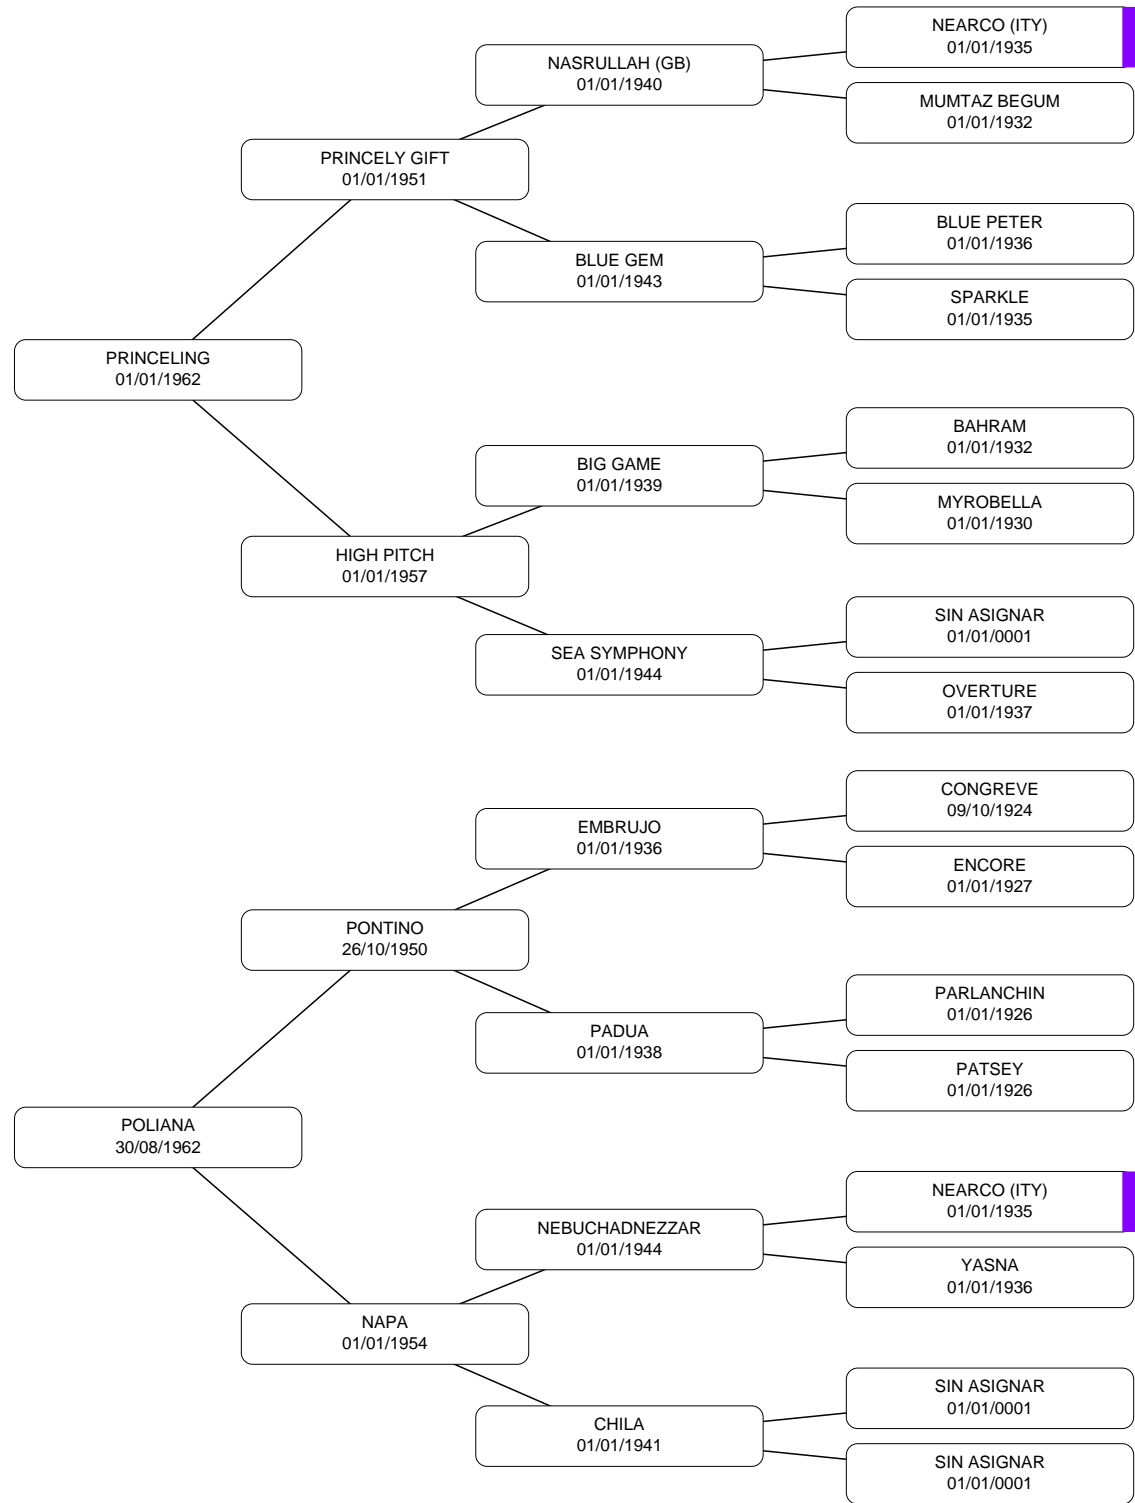 NEARCO (ITY)
01/01/1935
NASRULLAH (GB)
01/01/1940
MUMTAZ BEGUM
01/01/1932
PRINCELY GIFT
01/01/1951
BLUE PETER
01/01/1936
BLUE GEM
01/01/1943
SPARKLE
01/01/1935
PRINCELING
01/01/1962
BAHRAM
01/01/1932
BIG GAME
01/01/1939
MYROBELLA
01/01/1930
HIGH PITCH
01/01/1957
SIN ASIGNAR
01/01/0001
SEA SYMPHONY
01/01/1944
OVERTURE
01/01/1937
CONGREVE
09/10/1924
EMBRUJO
01/01/1936
ENCORE
01/01/1927
PONTINO
26/10/1950
PARLANCHIN
01/01/1926
PADUA
01/01/1938
PATSEY
01/01/1926
POLIANA
30/08/1962
NEARCO (ITY)
01/01/1935
NEBUCHADNEZZAR
01/01/1944
YASNA
01/01/1936
NAPA
01/01/1954
SIN ASIGNAR
01/01/0001
CHILA
01/01/1941
SIN ASIGNAR
01/01/0001